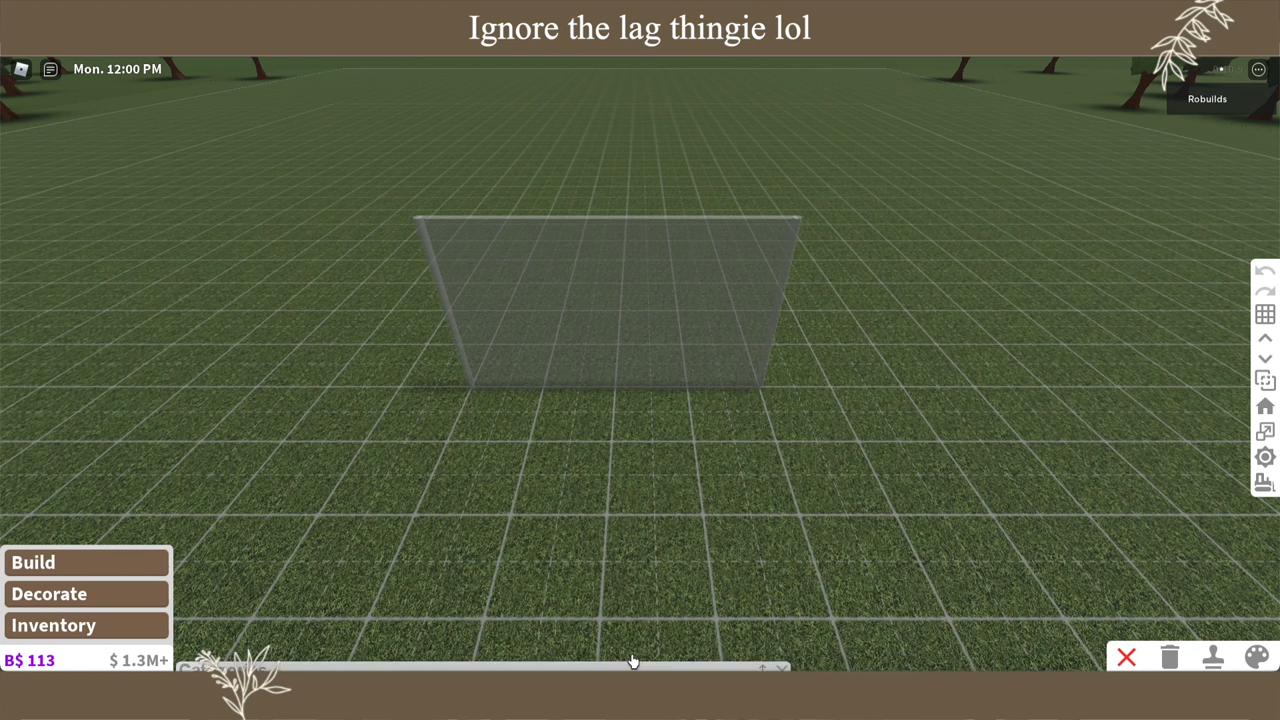 Ignore the lag thingie lol
Mon. 12:00 PM
Robuilds
Build
Decorate
Inventory
B$ 113 $ 1.3M+